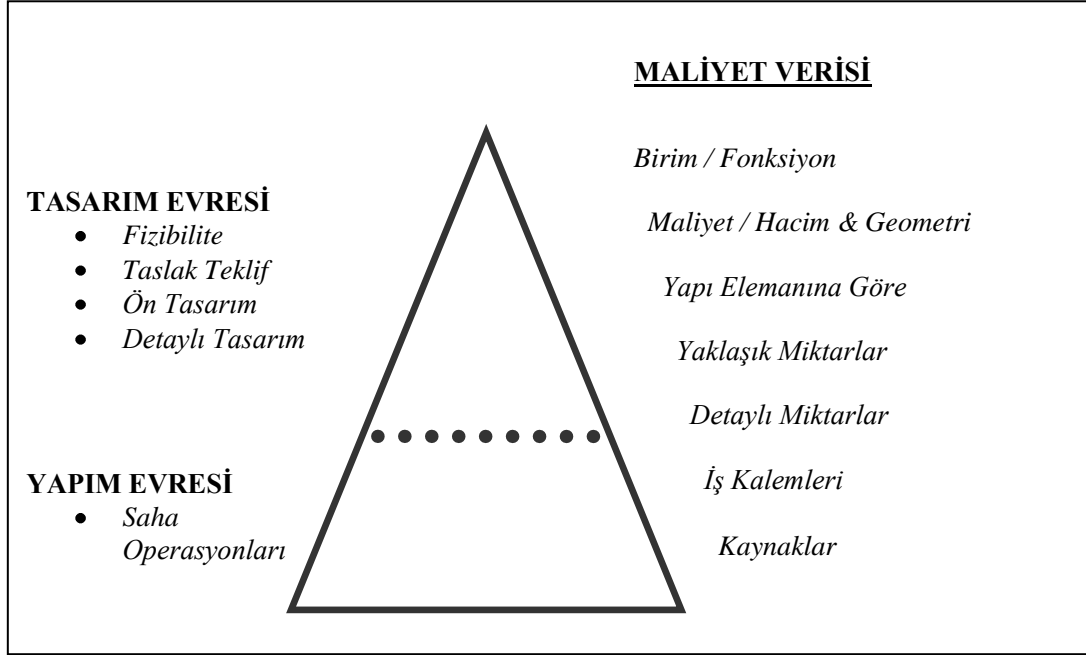 MALİYET VERİSİ
Birim / Fonksiyon
Maliyet / Hacim & Geometri
Yapı Elemanına Göre
Yaklaşık Miktarlar
Detaylı Miktarlar
İş Kalemleri
Kaynaklar
TASARIM EVRESİ
• Fizibilite
• Taslak Teklif
• Ön Tasarım
• Detaylı Tasarım
YAPIM EVRESİ
• Saha
Operasyonları